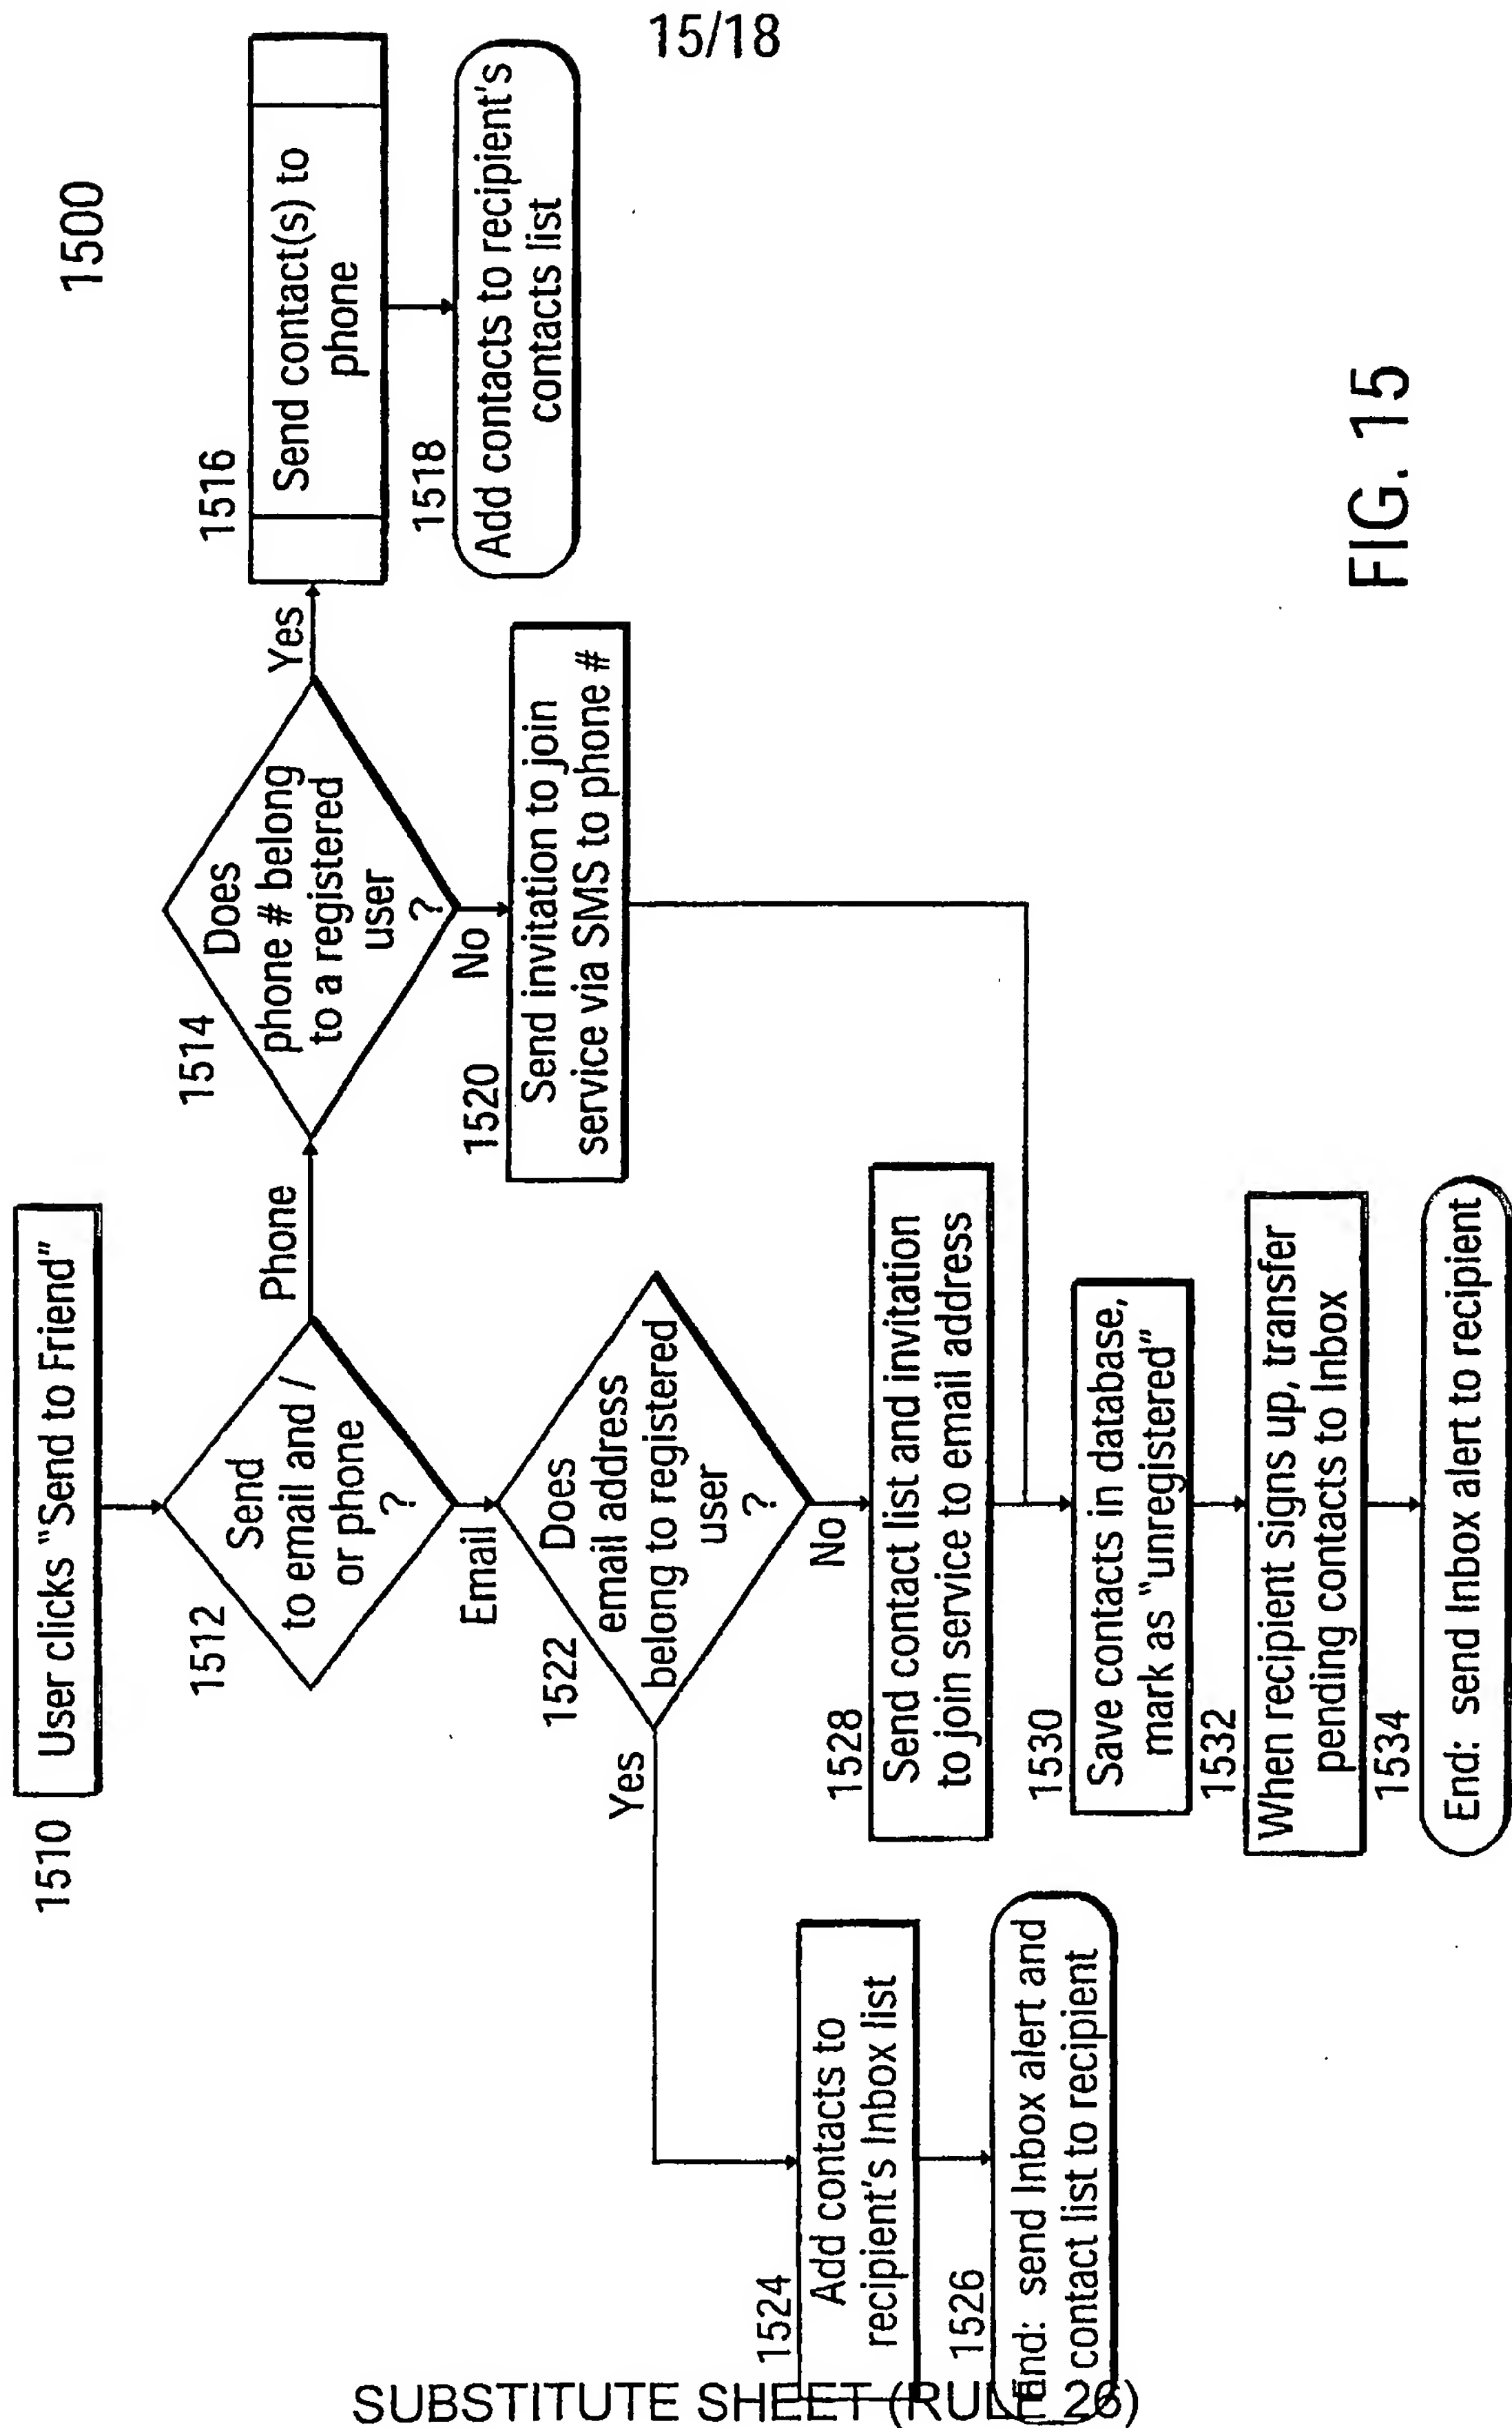 15/18
1500
1510
User clicks "Send to Friend"
1512
Send
to email and /
or phone
?
Phone
1514
Does
phone # belong
to a registered
user
?
Yes
1516
Send contact(s) to
phone
1518
Add contacts to recipient's
contacts list
No
1520
Send invitation to join
service via SMS to phone #
Email
1522
Does
email address
belong to registered
user
?
Yes
1524
Add contacts to
recipient's Inbox list
1526
End: send Inbox alert and
contact list to recipient
No
1528
Send contact list and invitation
to join service to email address
1530
Save contacts in database,
mark as "unregistered"
1532
When recipient signs up, transfer
pending contacts to Inbox
1534
End: send Inbox alert to recipient
FIG. 15
SUBSTITUTE SHEET (RULE 26)